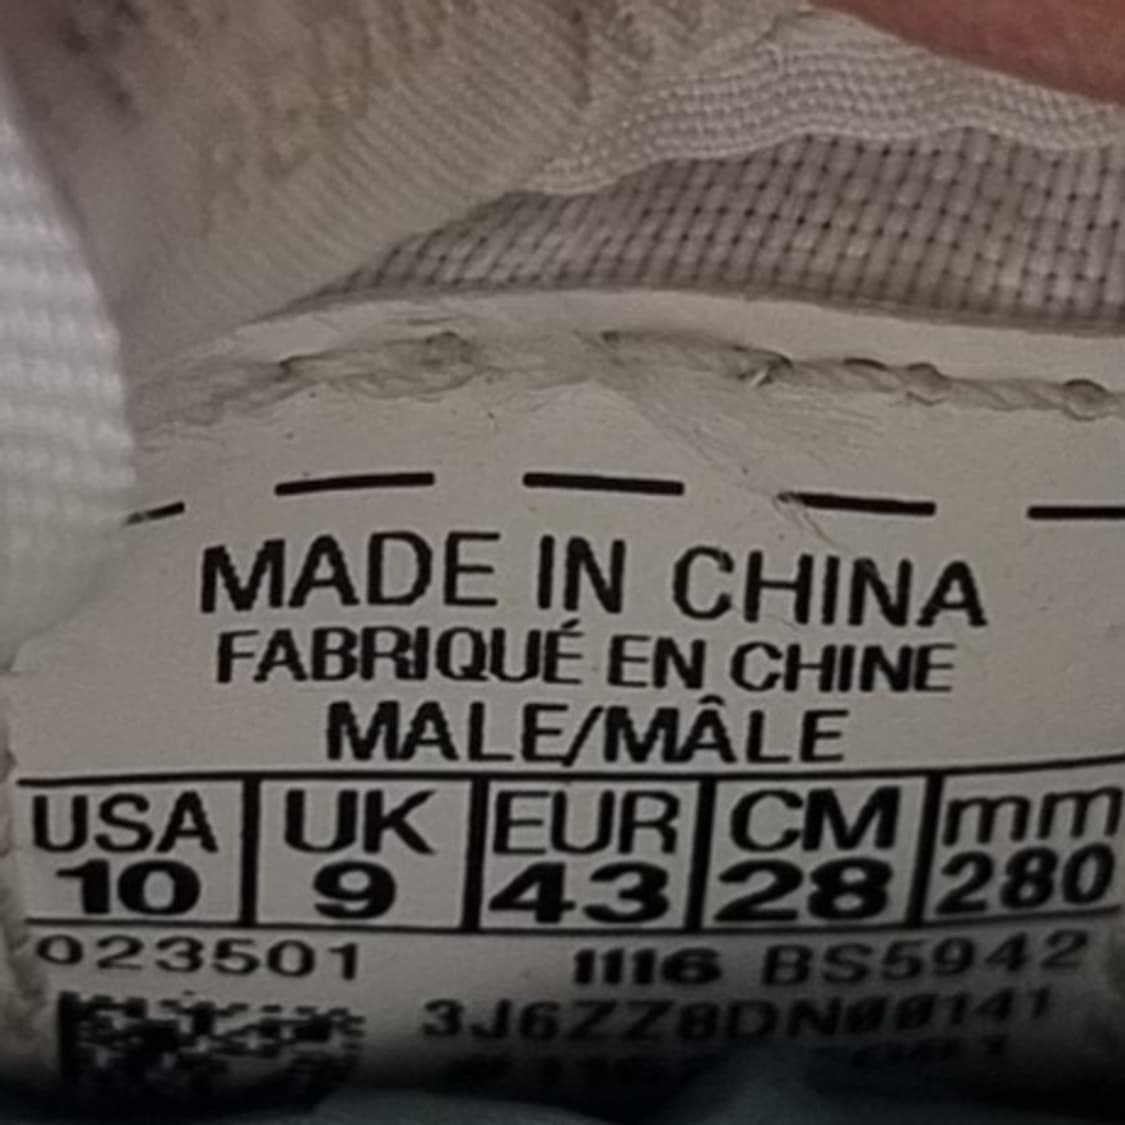 MADE IN CHINA
FABRIQUÉ EN CHINE
MALE/MÂLE
USA UK EUR CM mm
10 9 43 28 280
023501 1116 BS5942
3J6ZZ8DN00141